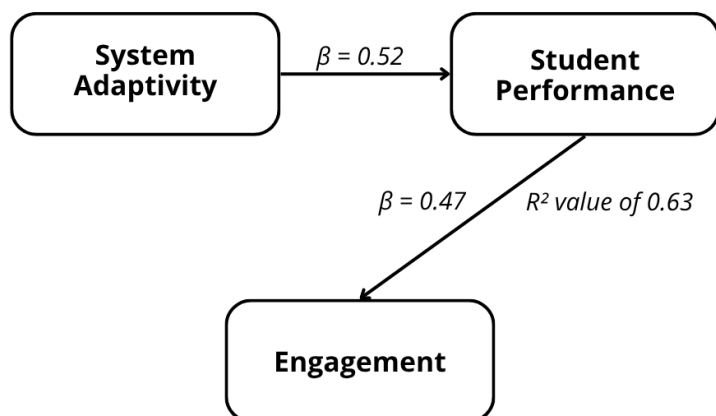 System
Adaptivity
β = 0.52
Student
Performance
β = 0.47
R² value of 0.63
Engagement